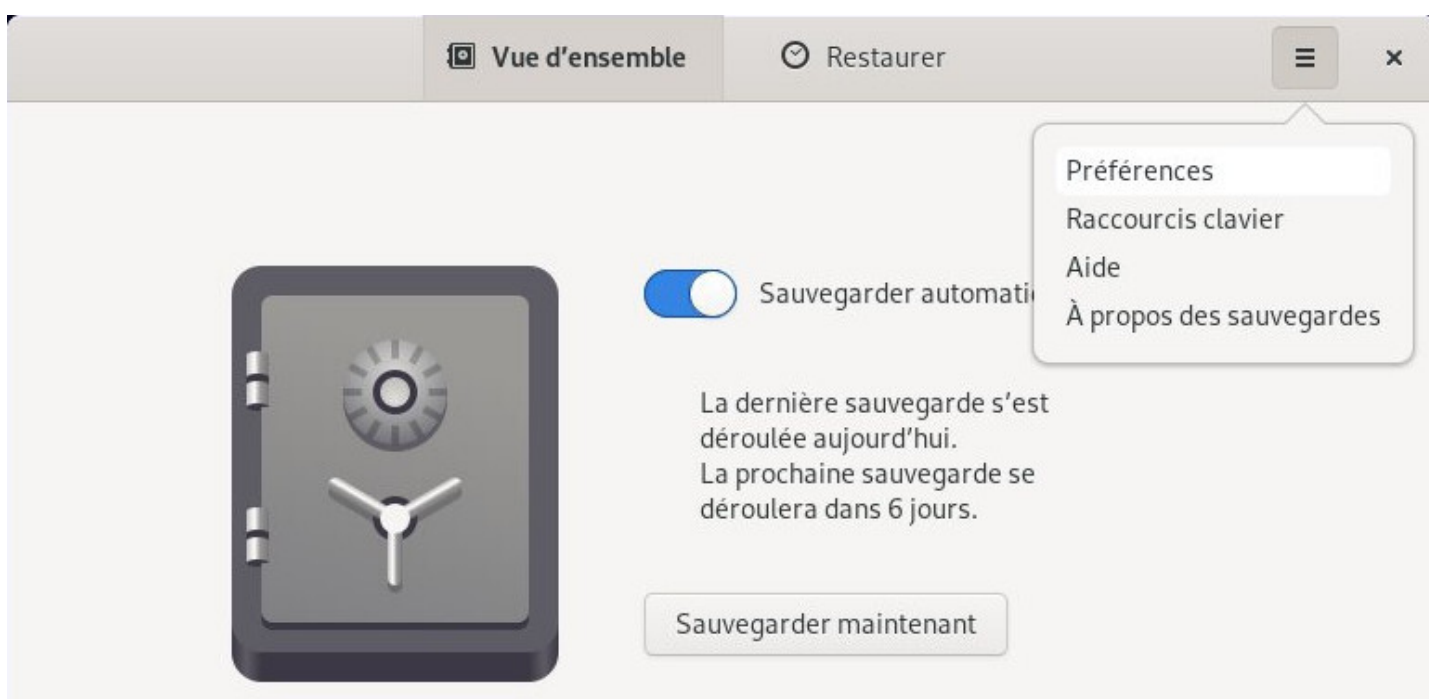 Vue d’ensemble
Restaurer
Préférences
Raccourcis clavier
Aide
À propos des sauvegardes
Sauvegarder
La dernière sauvegarde s’est
déroulée aujourd’hui.
La prochaine sauvegarde se
déroulera dans 6 jours.
Sauvegarder maintenant